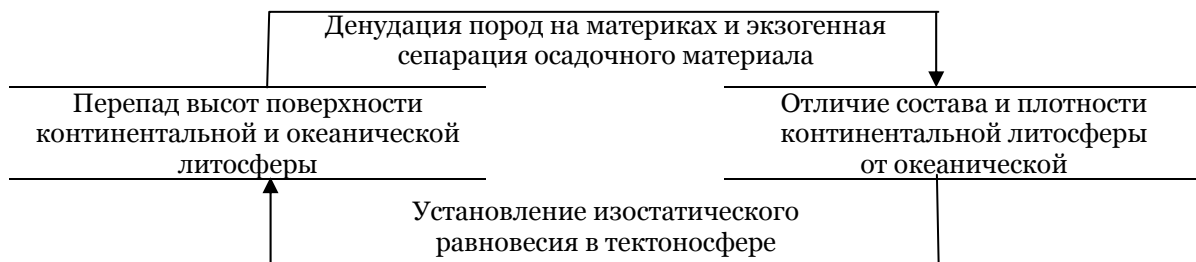 Денудация пород на материках и экзогенная
сепарация осадочного материала
Перепад высот поверхности
континентальной и океанической
литосферы
Отличие состава и плотности
континентальной литосферы
от океанической
Установление изостатического
равновесия в тектоносфере